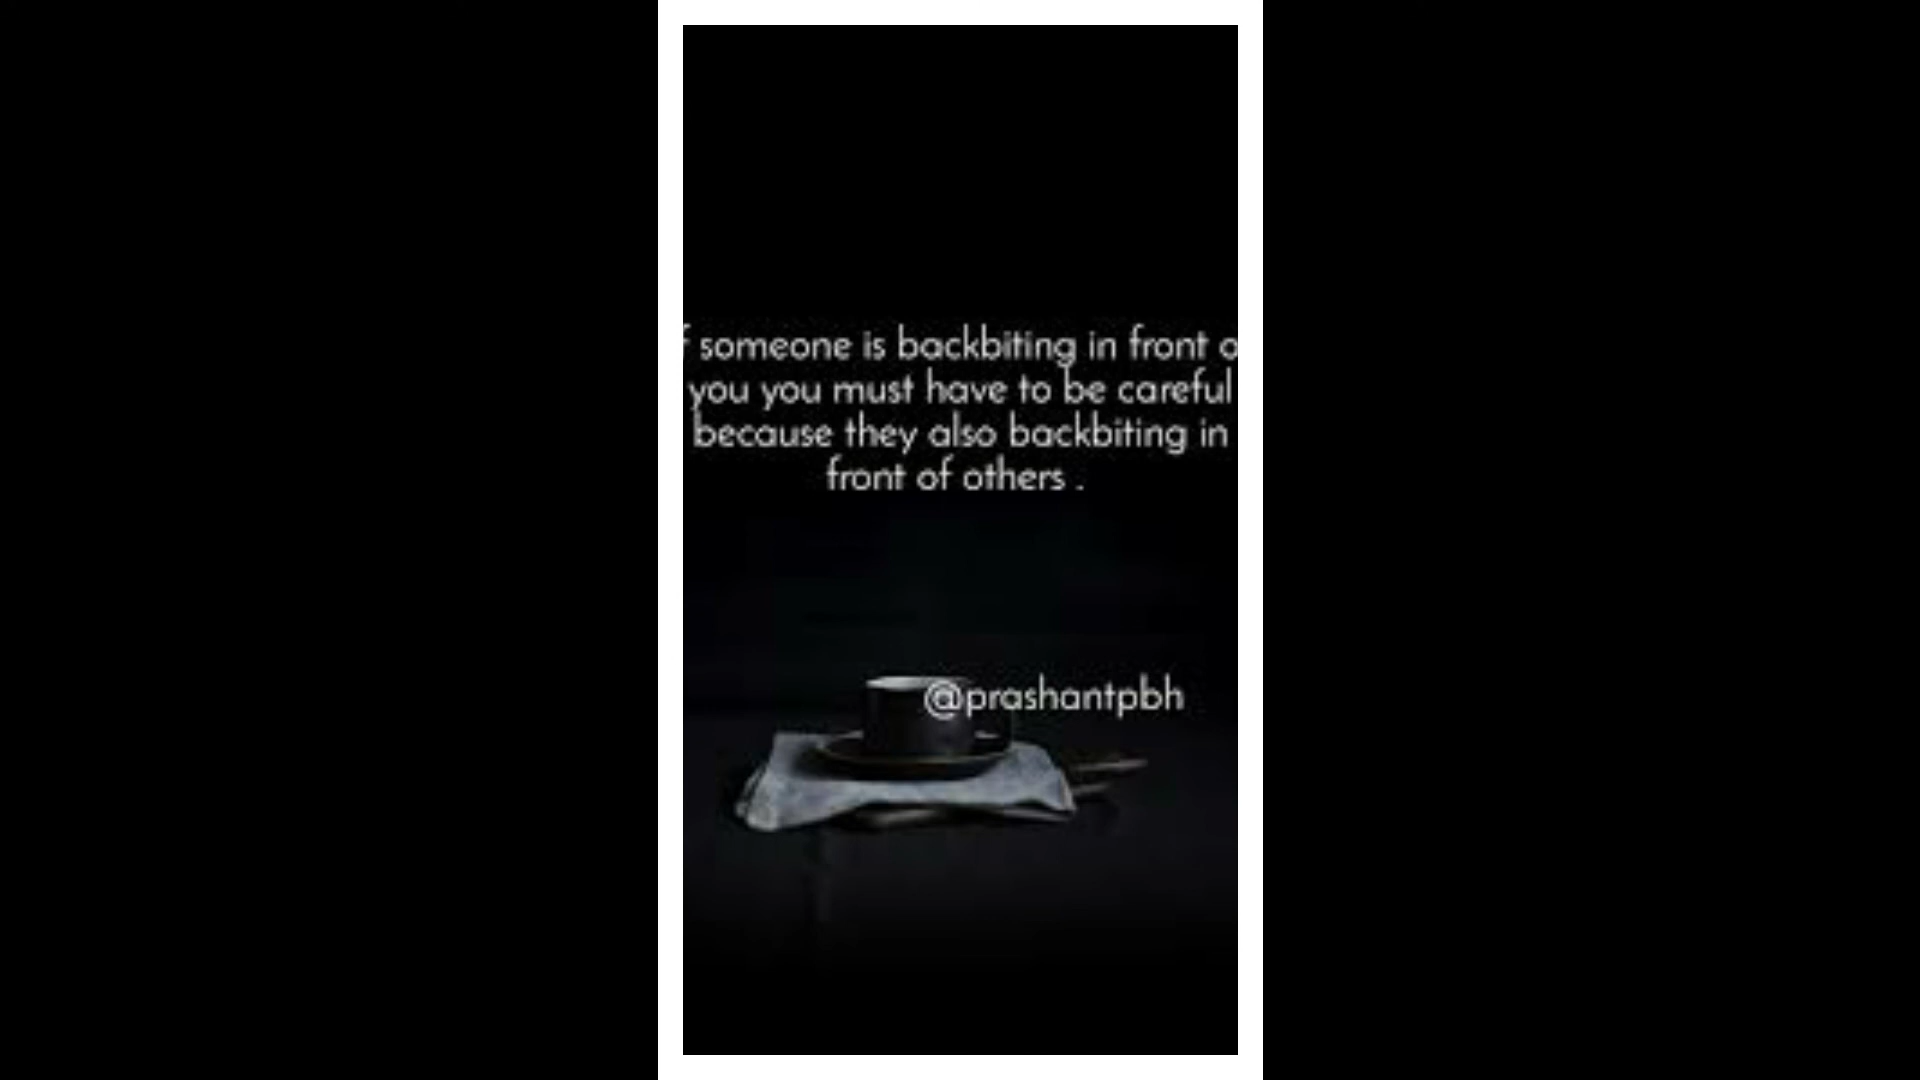 f someone is backbiting in front o
you you must have to be careful
because they also backbiting in
front of others .
@prashantpbh